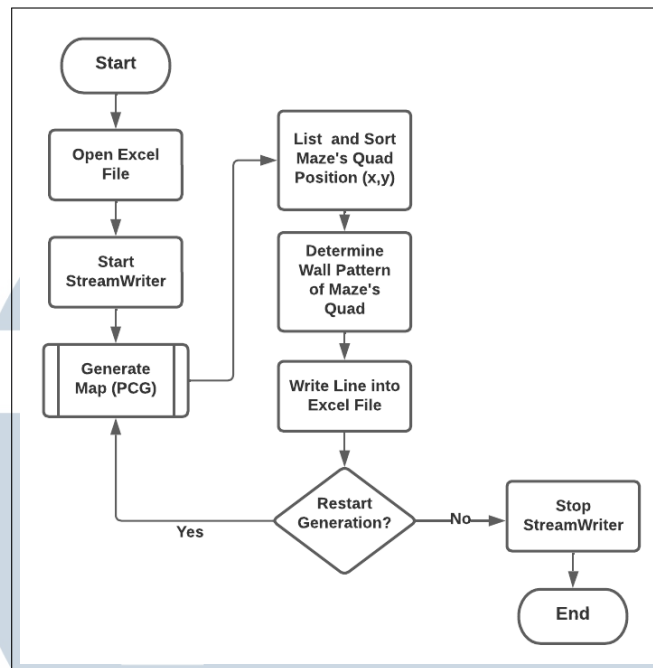 Start
Open Excel
File
Start
StreamWriter
Generate
Map (PCG)
List and Sort
Maze's Quad
Position (x,y)
Determine
Wall Pattern
of Maze's
Quad
Write Line into
Excel File
Restart
Generation?
Yes
No
Stop
StreamWriter
End